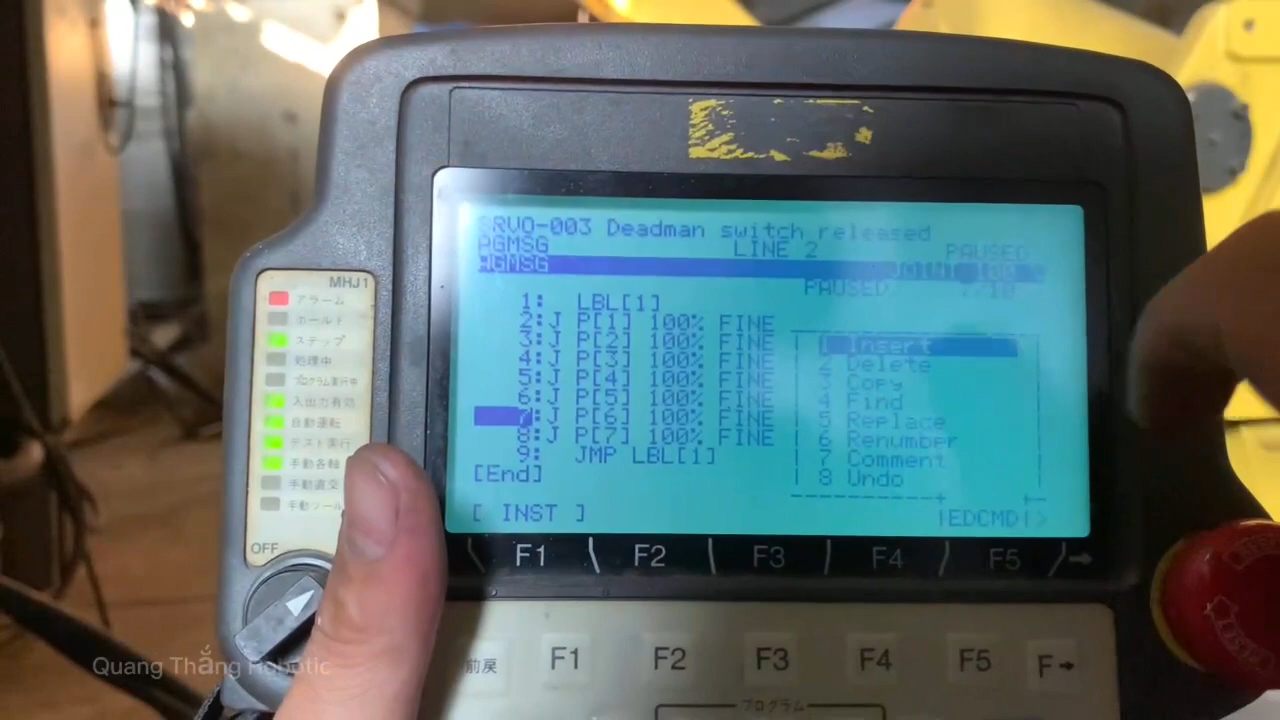 SRVO-003 Deadman switch released
AGMSG LINE 2 PAUSED
AGMSG JOINT 100 %
PAUSED 7/10
1: LBL[1]
2:J P[1] 100% FINE
3:J P[2] 100% FINE
4:J P[3] 100% FINE
5:J P[4] 100% FINE
6:J P[5] 100% FINE
7:J P[6] 100% FINE
8:J P[7] 100% FINE
9: JMP LBL[1]
[End]
1 Insert
2 Delete
3 Copy
4 Find
5 Replace
6 Renumber
7 Comment
8 Undo
[ INST ] [EDCMD]>
MHJ1
アラーム
ホールド
ステップ
処理中
プログラム実行中
入出力有効
自動運転
テスト実行
手動各軸
手動直交
手動ツール
OFF
F1 F2 F3 F4 F5 →
前戻 F1 F2 F3 F4 F5 F→
プログラム
Quang Thắng Robotic